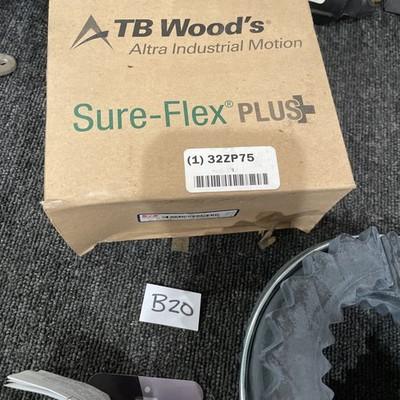 TB Wood's®
Altra Industrial Motion
Sure-Flex® PLUS+
(1) 32ZP75
B20